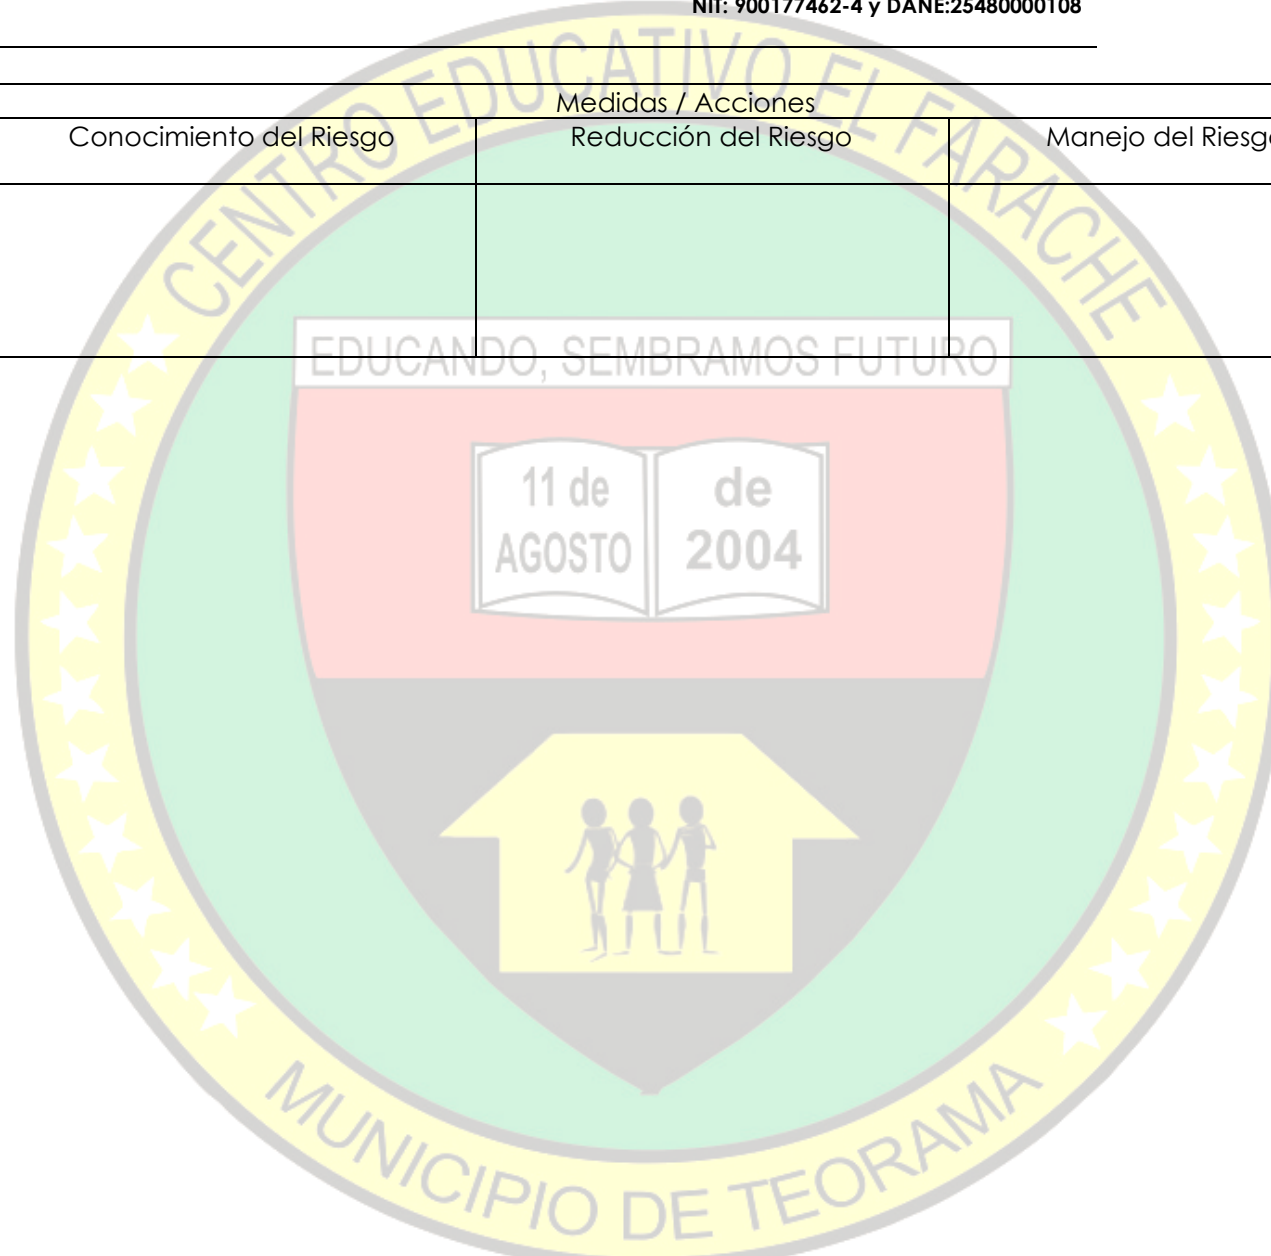 NIT: 900177462-4 y DANE:25480000108
Medidas / Acciones
Conocimiento del Riesgo
Reducción del Riesgo
Manejo del Riesgo
CENTRO EDUCATIVO EL FARACHE
EDUCANDO, SEMBRAMOS FUTURO
11 de de
AGOSTO 2004
MUNICIPIO DE TEORAMA